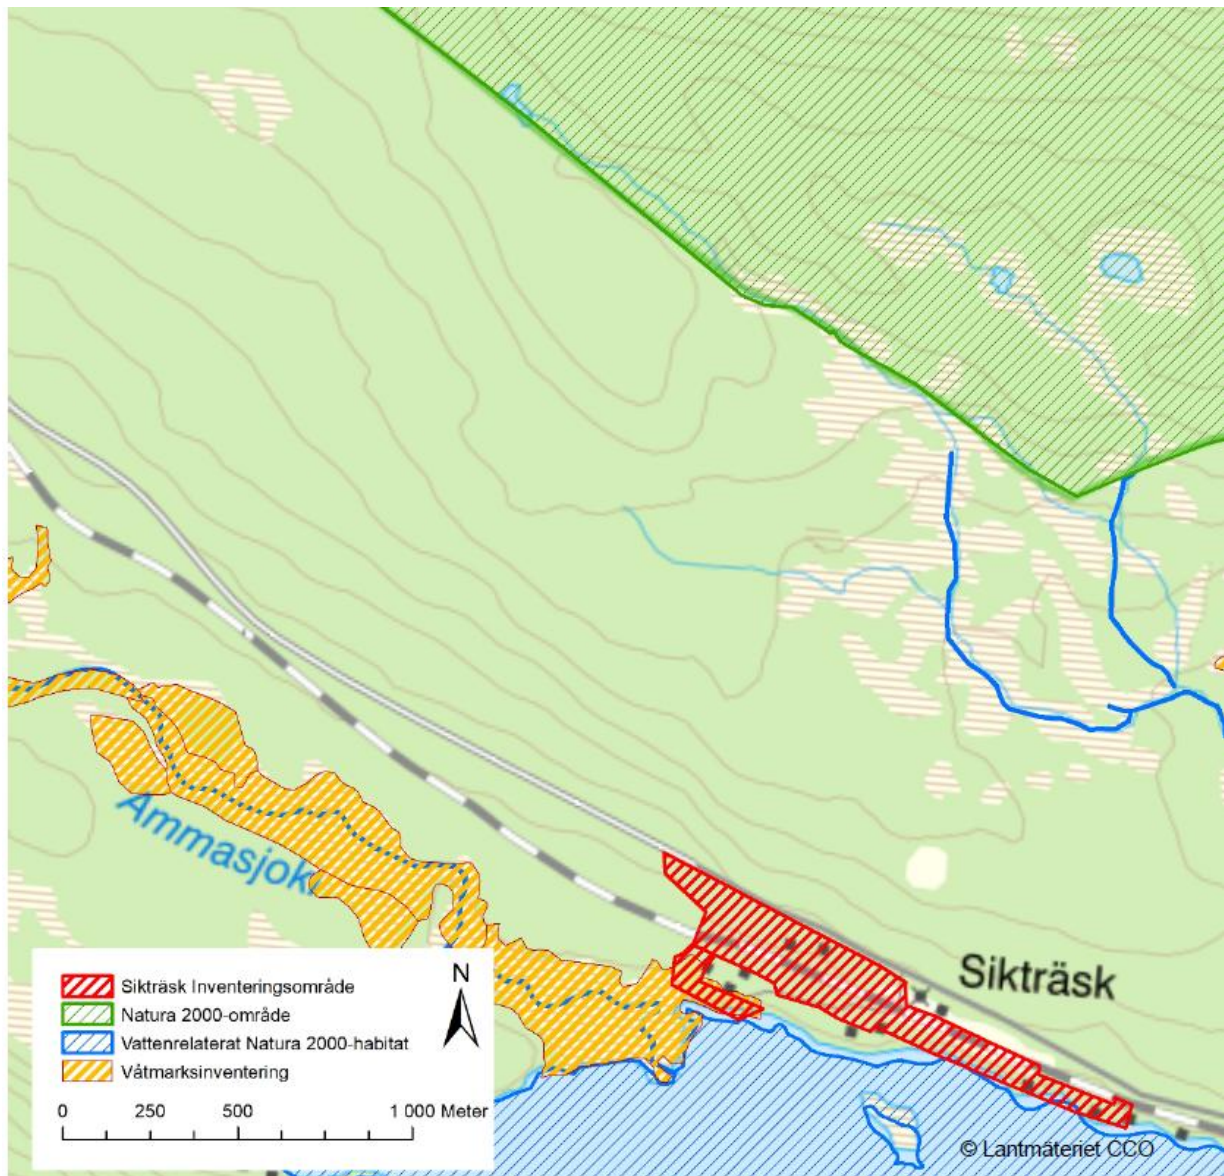 Ammasjok
Sikträsk
N
Sikträsk Inventeringsområde
Natura 2000-område
Vattenrelaterat Natura 2000-habitat
Våtmarksinventering
0 250 500 1 000 Meter
© Lantmäteriet CCO